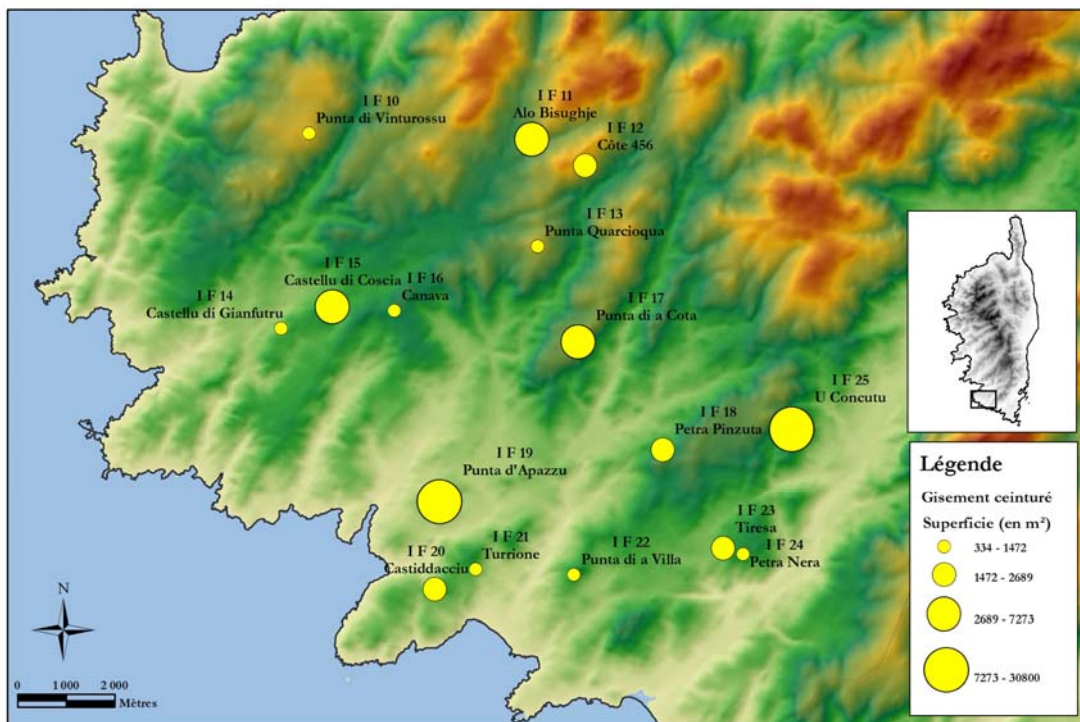 I F 10
Punta di Vinturossu
I F 11
Alo Bisughje
I F 12
Côte 456
I F 13
Punta Quarcioqua
I F 14
Castellu di Gianfutru
I F 15
Castellu di Coscia
I F 16
Canava
I F 17
Punta di a Cota
I F 25
U Concutu
I F 18
Petra Pinzuta
I F 19
Punta d'Apazzu
I F 20
Castiddacciu
I F 21
Turrione
I F 22
Punta di a Villa
I F 23
Tiresa
I F 24
Petra Nera
N
0 1 000 2 000
Mètres
Légende
Gisement ceinturé
Superficie (en m²)
334 - 1472
1472 - 2689
2689 - 7273
7273 - 30800